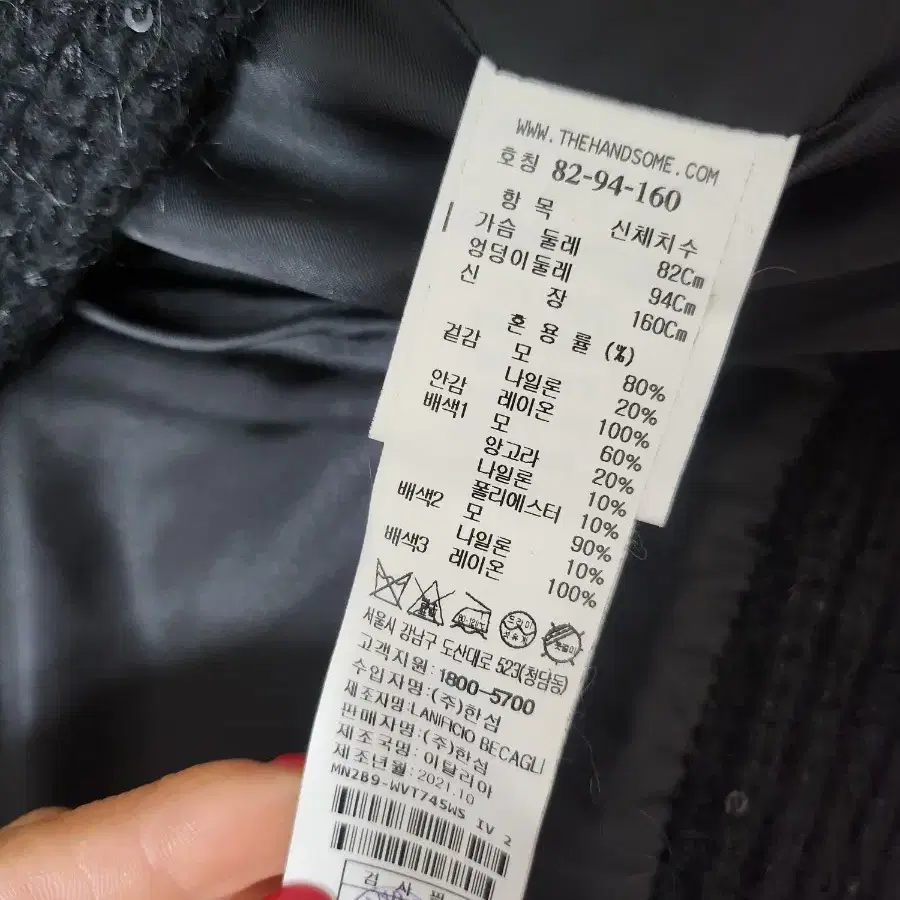 WWW.THEHANDSOME.COM
호칭 82-94-160
항 목 신체치수
가슴 둘레 82Cm
엉덩이둘레 94Cm
신 장 160Cm
혼 용 률 (%)
겉감 모 80%
나일론 20%
안감 레이온 100%
배색1 모 60%
앙고라 20%
나일론 10%
폴리에스터 10%
배색2 모 90%
나일론 10%
배색3 레이온 100%
드라이
서울시 강남구 도산대로 523(청담동)
고객지원:1800-5700
수입자명:(주)한섬
제조자명:LANIFICIO BECAGLI
판매자명:(주)한섬
제조국명:이탈리아
제조년월:2021.10
MN2B9-WVT745WS IV 2
검 사 필